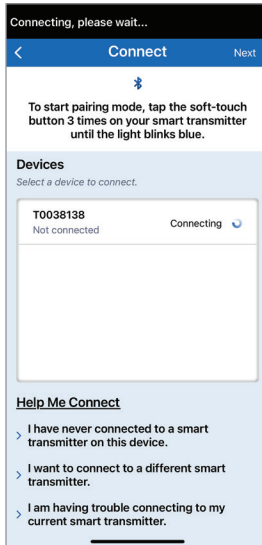 Connecting, please wait...
Connect
Next
To start pairing mode, tap the soft-touch
button 3 times on your smart transmitter
until the light blinks blue.
Devices
Select a device to connect.
T0038138
Not connected
Connecting
Help Me Connect
I have never connected to a smart
transmitter on this device.
I want to connect to a different smart
transmitter.
I am having trouble connecting to my
current smart transmitter.